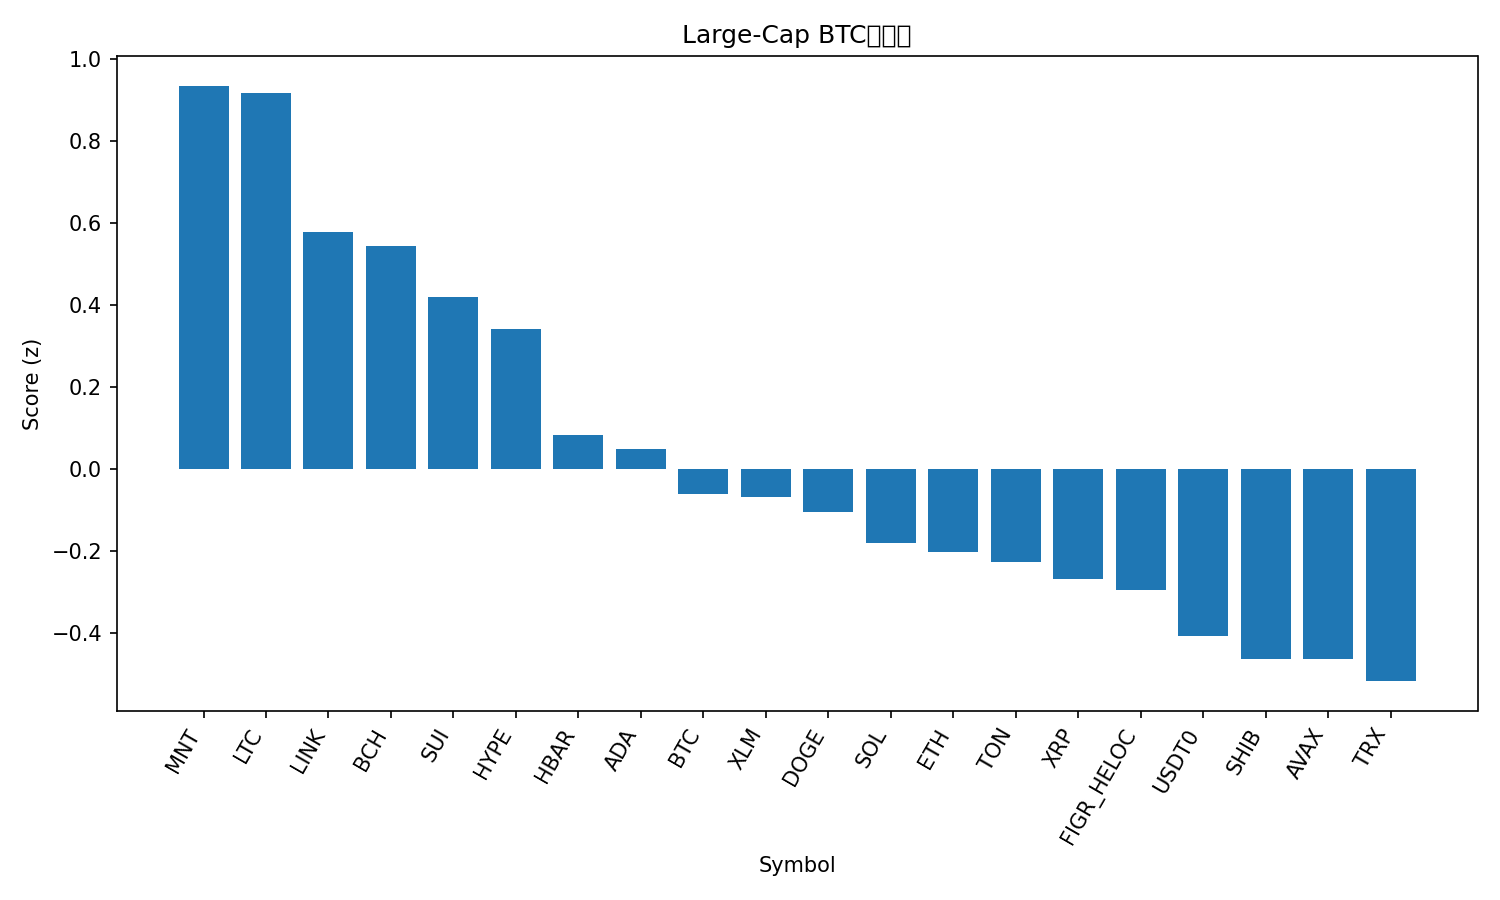 Large-Cap BTC
Score (z)
1.0
0.8
0.6
0.4
0.2
0.0
−0.2
−0.4
MNT
LTC
LINK
BCH
SUI
HYPE
HBAR
ADA
BTC
XLM
DOGE
SOL
ETH
TON
XRP
FIGR_HELOC
USDT0
SHIB
AVAX
TRX
Symbol